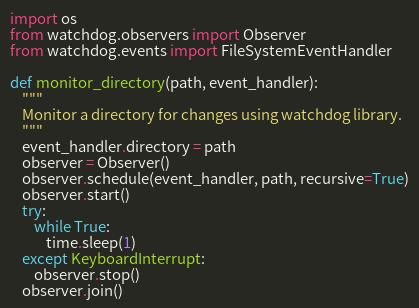 import os
from watchdog.observers import Observer
from watchdog.events import FileSystemEventHandler

def monitor_directory(path, event_handler):
    """
    Monitor a directory for changes using watchdog library.
    """
    event_handler.directory = path
    observer = Observer()
    observer.schedule(event_handler, path, recursive=True)
    observer.start()
    try:
        while True:
            time.sleep(1)
    except KeyboardInterrupt:
        observer.stop()
    observer.join()